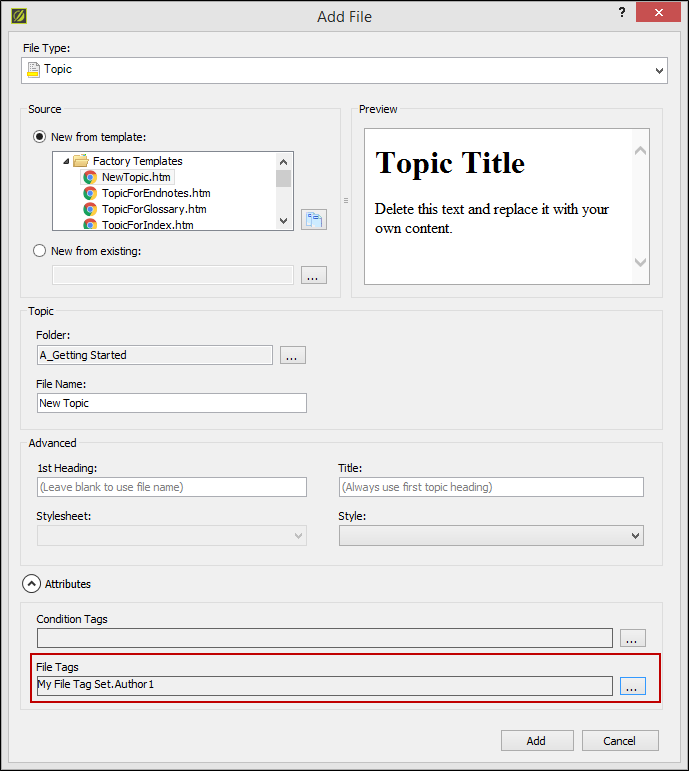 Add File
?
File Type:
Topic
Source
New from template:
Factory Templates
NewTopic.htm
TopicForEndnotes.htm
TopicForGlossary.htm
TopicForIndex.htm
New from existing:
...
Preview
Topic Title
Delete this text and replace it with your
own content.
Topic
Folder:
A_Getting Started
...
File Name:
New Topic
Advanced
1st Heading:
(Leave blank to use file name)
Title:
(Always use first topic heading)
Stylesheet:
Style:
Attributes
Condition Tags
...
File Tags
My File Tag Set.Author1
...
Add
Cancel